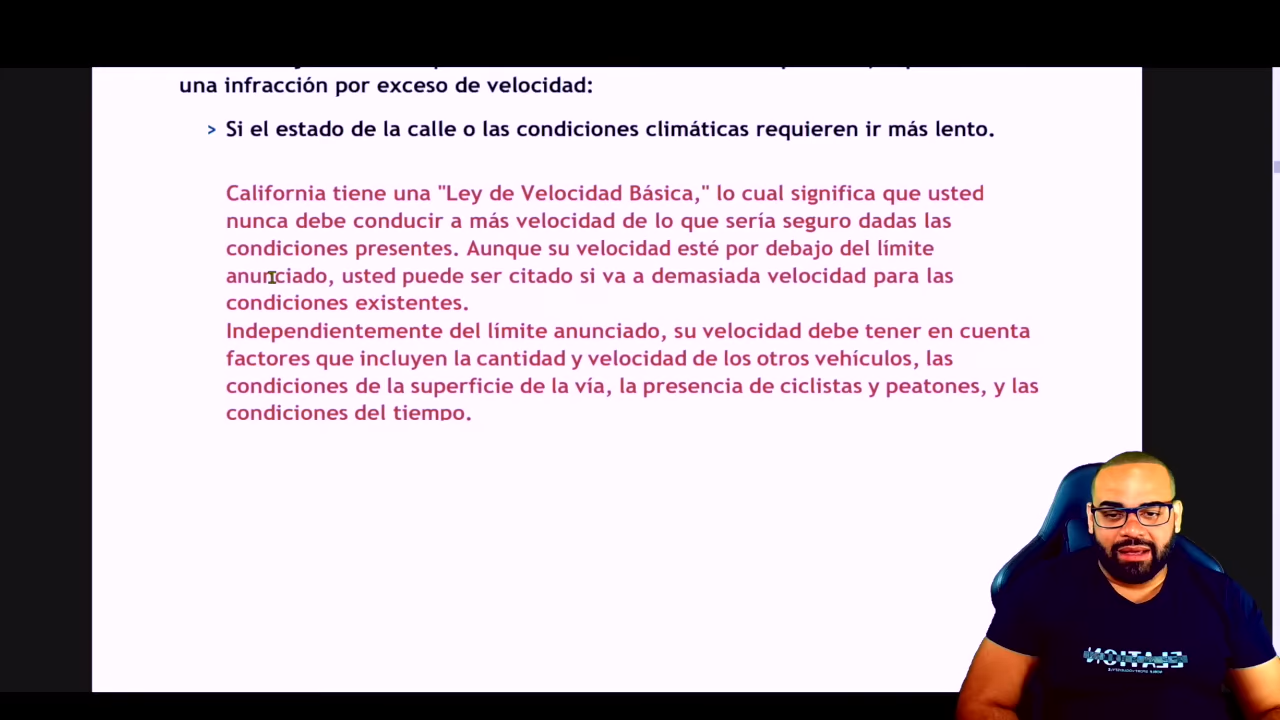 una infracción por exceso de velocidad:
> Si el estado de la calle o las condiciones climáticas requieren ir más lento.
California tiene una "Ley de Velocidad Básica," lo cual significa que usted
nunca debe conducir a más velocidad de lo que sería seguro dadas las
condiciones presentes. Aunque su velocidad esté por debajo del límite
anunciado, usted puede ser citado si va a demasiada velocidad para las
condiciones existentes.
Independientemente del límite anunciado, su velocidad debe tener en cuenta
factores que incluyen la cantidad y velocidad de los otros vehículos, las
condiciones de la superficie de la vía, la presencia de ciclistas y peatones, y las
condiciones del tiempo.